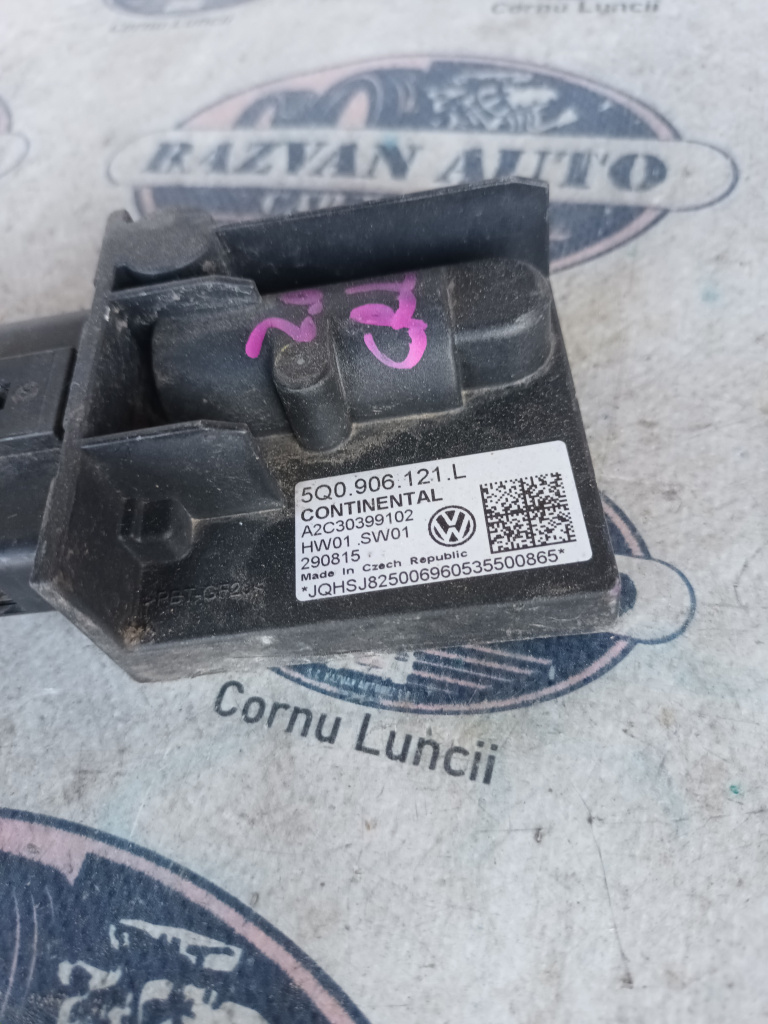 Cornu Luncii
RAZVAN AUTO
5Q0.906.121.L
CONTINENTAL
A2C30399102
HW01 SW01
290815
Made In Czech Republic
*JQHSJ825006960535500865*
Cornu Luncii